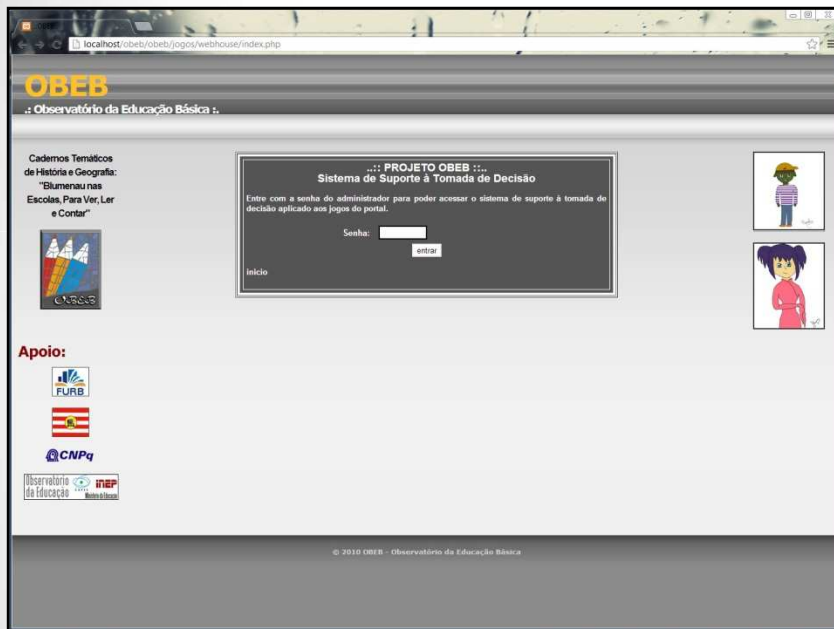 localhost/obeb/obeb/jogos/webhouse/index.php
OBEB
.: Observatório da Educação Básica :.
Cadernos Temáticos
de História e Geografia:
"Blumenau nas
Escolas, Para Ver, Ler
e Contar"
OBEB
Apoio:
FURB
CNPq
Observatório
da Educação
inep
..:: PROJETO OBEB ::..
Sistema de Suporte à Tomada de Decisão
Entre com a senha do administrador para poder acessar o sistema de suporte à tomada de
decisão aplicado aos jogos do portal.
Senha:
entrar
inicio
© 2010 OBEB - Observatório da Educação Básica